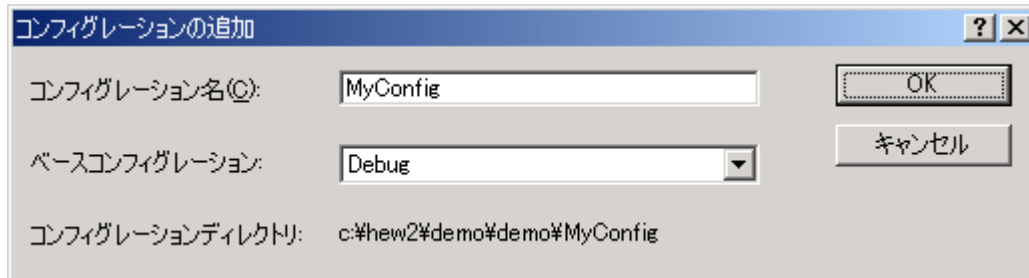 コンフィグレーションの追加
コンフィグレーション名(C): MyConfig OK
ベースコンフィグレーション: Debug キャンセル
コンフィグレーションディレクトリ: c:¥hew2¥demo¥demo¥MyConfig